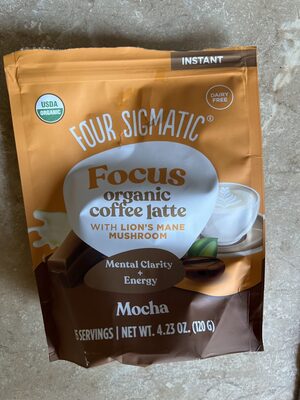 INSTANT
USDA
ORGANIC
DAIRY
FREE
FOUR SIGMATIC®
Focus
organic
coffee latte
WITH LION'S MANE
MUSHROOM
Mental Clarity
+
Energy
Mocha
5 SERVINGS | NET WT. 4.23 OZ. (120 G)